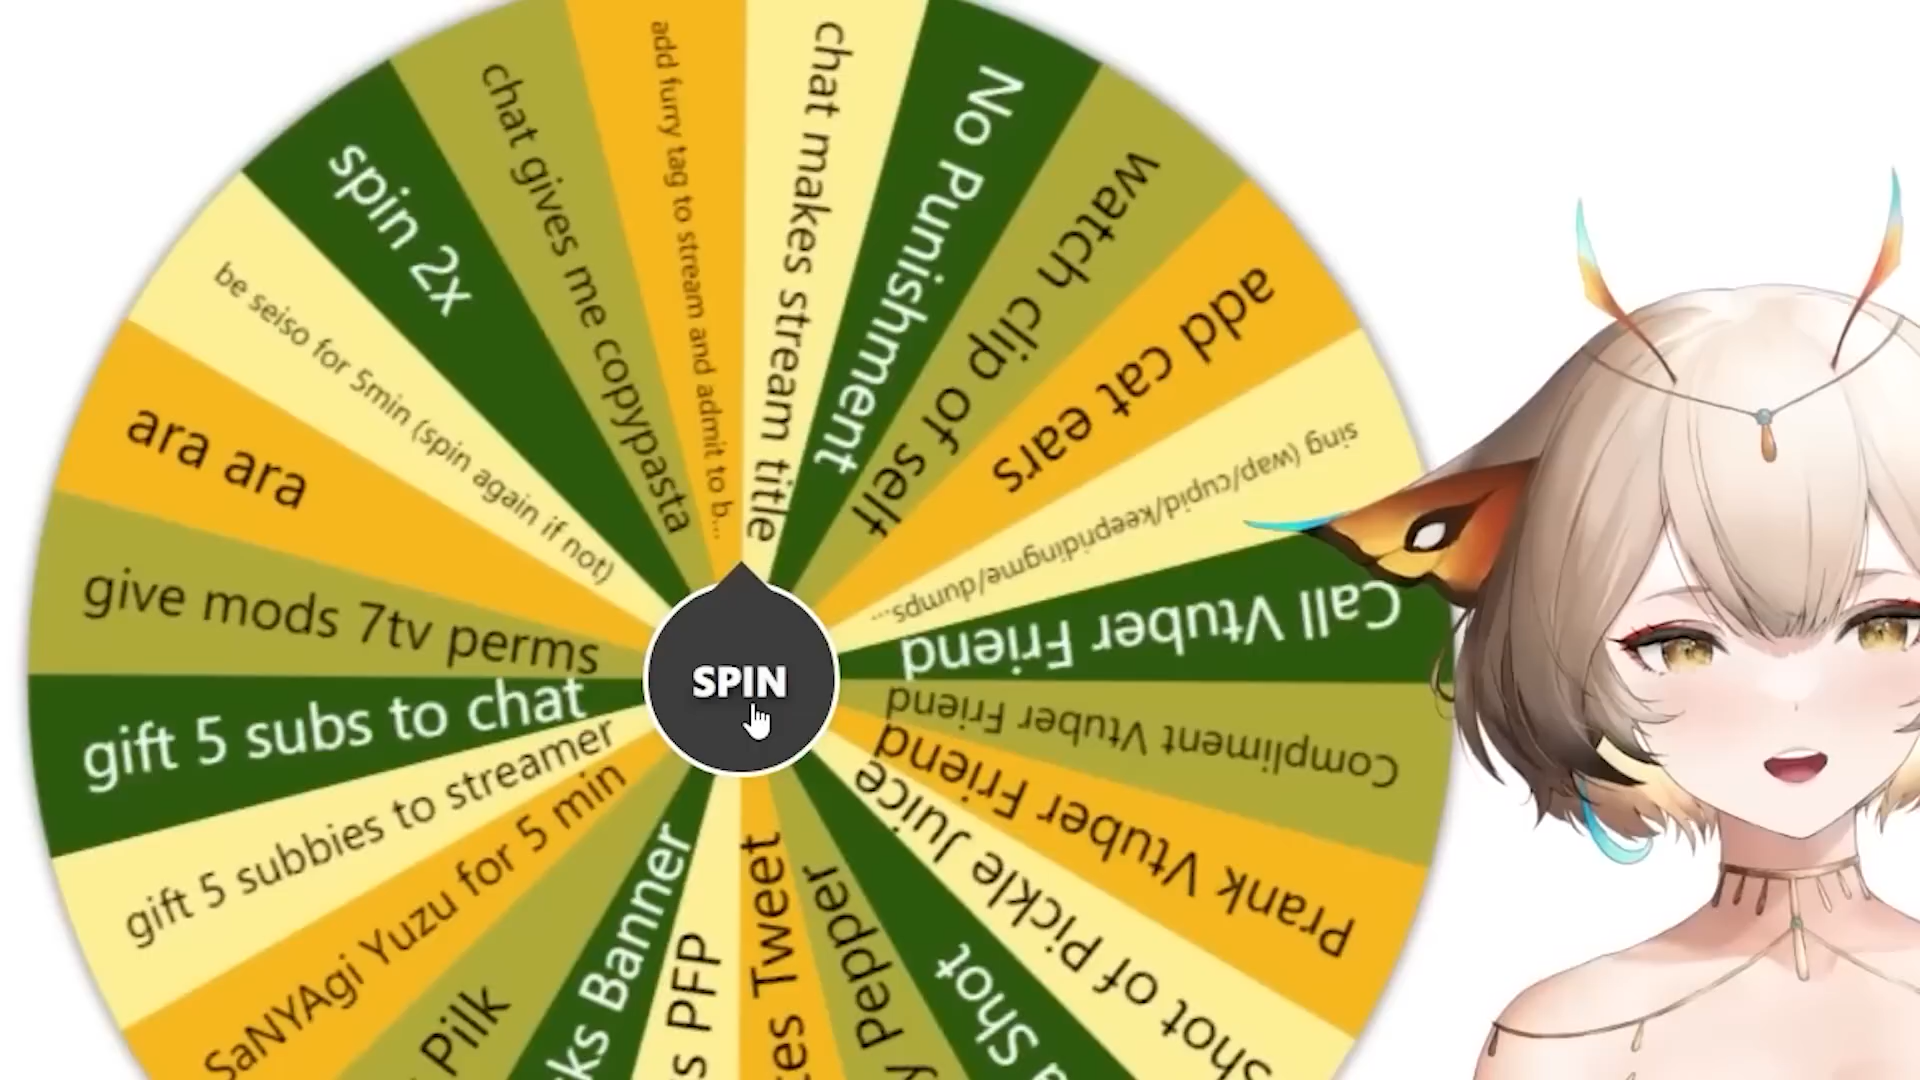 add furry tag to stream and admit to b...
chat makes stream title
No Punishment
watch clip of self
add cat ears
sing (wap/cupid/keepridingme/dumps...
Call Vtuber Friend
Compliment Vtuber Friend
Prank Vtuber Friend
Shot of Pickle Juice
Shot
Pepper
Tweet
PFP
Banner
Pilk
SaNYAgi Yuzu for 5 min
gift 5 subbies to streamer
gift 5 subs to chat
give mods 7tv perms
ara ara
be seiso for 5min (spin again if not)
spin 2x
chat gives me copypasta
SPIN